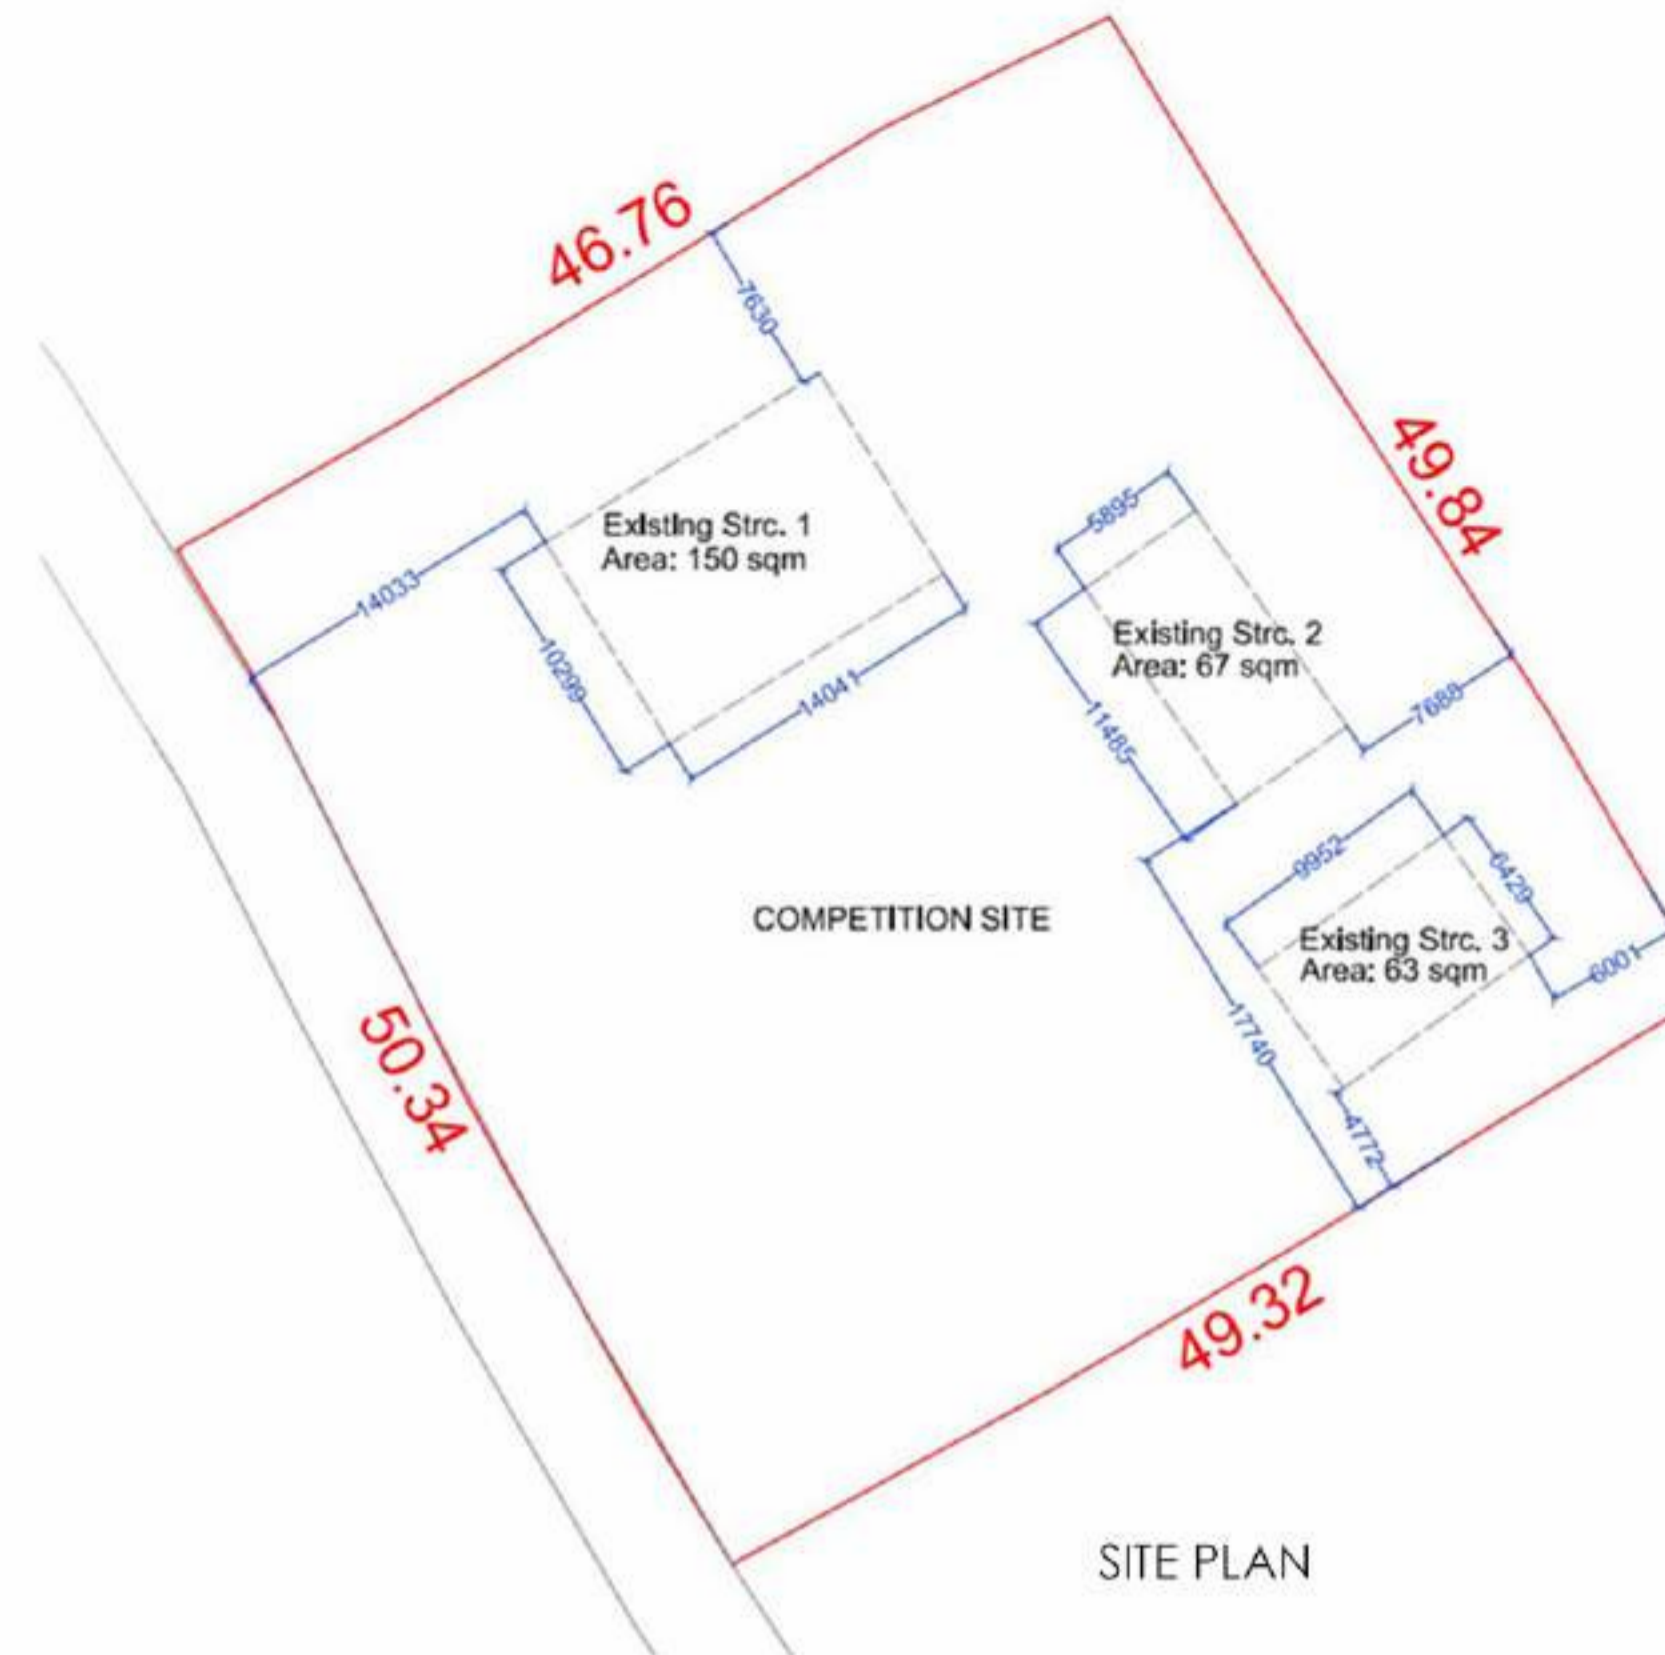 46.76
7630
49.84
5895
Existing Strc. 1
Area: 150 sqm
14033
10299
14041
Existing Strc. 2
Area: 67 sqm
7688
11485
9952
6429
COMPETITION SITE
Existing Strc. 3
Area: 63 sqm
6001
17740
50.34
4772
49.32
SITE PLAN